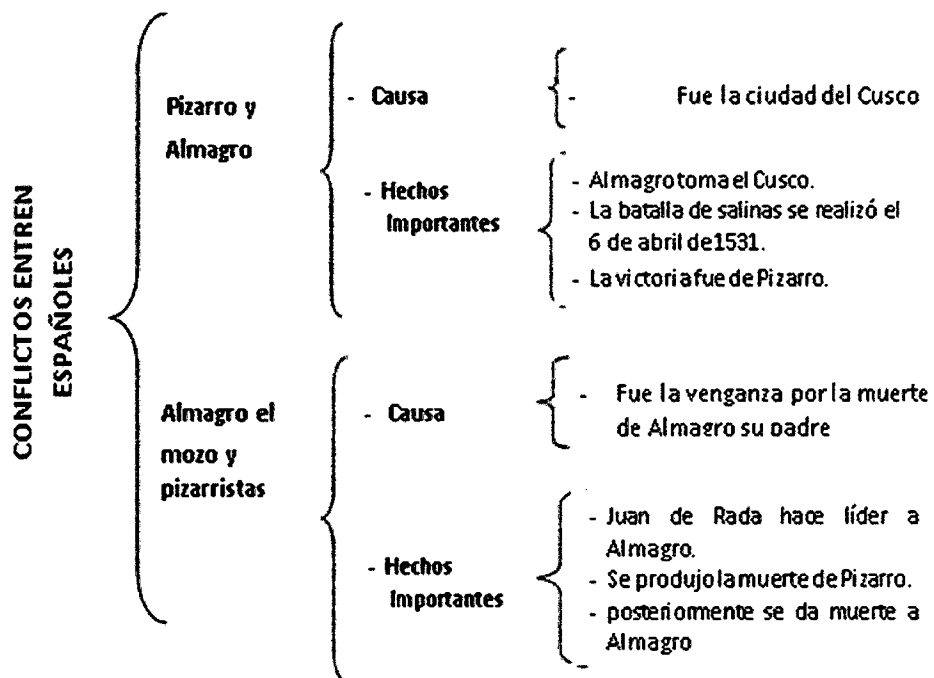 CONFLICTOS ENTREN
ESPAÑOLES
Pizarro y
Almagro
- Causa
- Fue la ciudad del Cusco
- Hechos
Importantes
- Almagro toma el Cusco.
- La batalla de salinas se realizó el
6 de abril de 1531.
- La victoria fue de Pizarro.
Almagro el
mozo y
pizarristas
- Causa
- Fue la venganza por la muerte
de Almagro su padre
- Hechos
Importantes
- Juan de Rada hace líder a
Almagro.
- Se produjo la muerte de Pizarro.
- posteriormente se da muerte a
Almagro